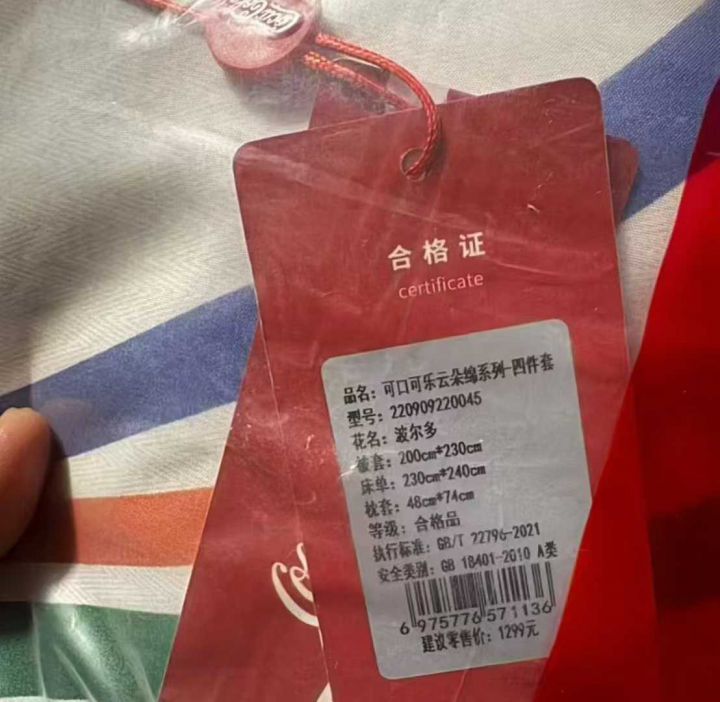 Coca-Cola
合格证
certificate
品名：可口可乐云朵绵系列-四件套
型号：220909220045
花名：波尔多
被套：200cm*230cm
床单：230cm*240cm
枕套：48cm*74cm
等级：合格品
执行标准：GB/T 22796-2021
安全类别：GB 18401-2010 A类
6 975776 571136
建议零售价：1299元